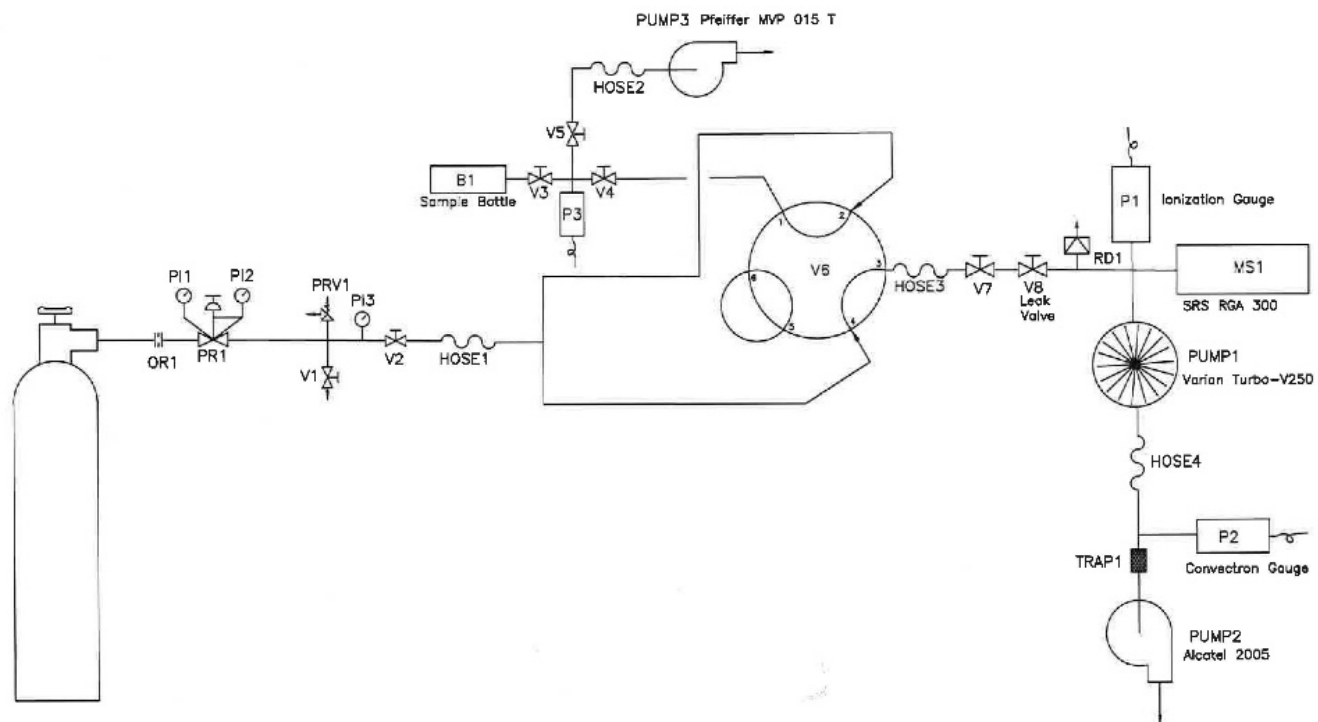 PUMP3 Pfeiffer MVP 015 T
HOSE2
V5
B1
Sample Bottle
V3
V4
P3
1
2
3
4
5
6
V6
P1
Ionization Gauge
RD1
MS1
SRS RGA 300
HOSE3
V7
V8
Leak
Valve
PI1
PI2
PRV1
PI3
OR1
PR1
V1
V2
HOSE1
PUMP1
Varian Turbo-V250
HOSE4
P2
Convectron Gauge
TRAP1
PUMP2
Alcatel 2005